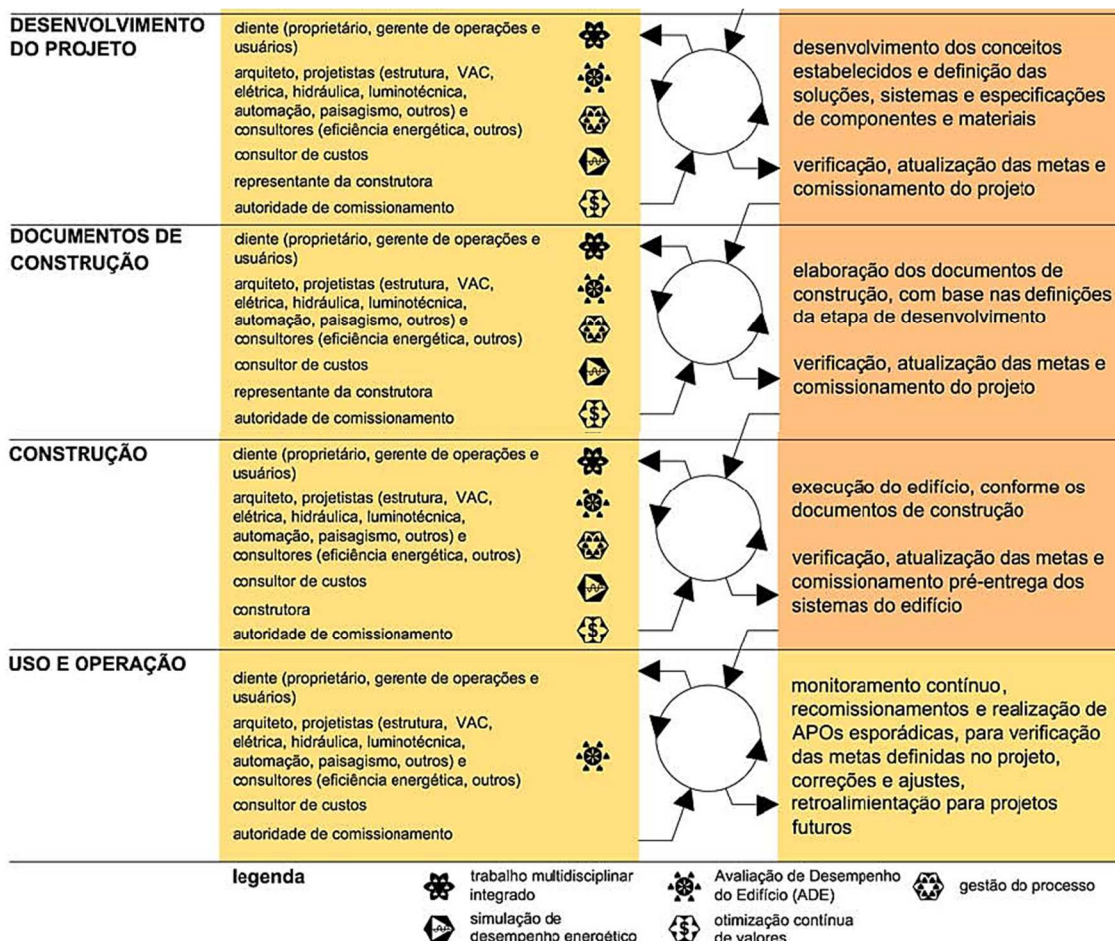 DESENVOLVIMENTO
DO PROJETO
cliente (proprietário, gerente de operações e
usuários)
arquiteto, projetistas (estrutura, VAC,
elétrica, hidráulica, luminotécnica,
automação, paisagismo, outros) e
consultores (eficiência energética, outros)
consultor de custos
representante da construtora
autoridade de comissionamento
desenvolvimento dos conceitos
estabelecidos e definição das
soluções, sistemas e especificações
de componentes e materiais
verificação, atualização das metas e
comissionamento do projeto
DOCUMENTOS DE
CONSTRUÇÃO
cliente (proprietário, gerente de operações e
usuários)
arquiteto, projetistas (estrutura, VAC,
elétrica, hidráulica, luminotécnica,
automação, paisagismo, outros) e
consultores (eficiência energética, outros)
consultor de custos
representante da construtora
autoridade de comissionamento
elaboração dos documentos de
construção, com base nas definições
da etapa de desenvolvimento
verificação, atualização das metas e
comissionamento do projeto
CONSTRUÇÃO
cliente (proprietário, gerente de operações e
usuários)
arquiteto, projetistas (estrutura, VAC,
elétrica, hidráulica, luminotécnica,
automação, paisagismo, outros) e
consultores (eficiência energética, outros)
consultor de custos
construtora
autoridade de comissionamento
execução do edifício, conforme os
documentos de construção
verificação, atualização das metas e
comissionamento pré-entrega dos
sistemas do edifício
USO E OPERAÇÃO
cliente (proprietário, gerente de operações e
usuários)
arquiteto, projetistas (estrutura, VAC,
elétrica, hidráulica, luminotécnica,
automação, paisagismo, outros) e
consultores (eficiência energética, outros)
consultor de custos
autoridade de comissionamento
monitoramento contínuo,
recomissionamentos e realização de
APOs esporádicas, para verificação
das metas definidas no projeto,
correções e ajustes,
retroalimientação para projetos
futuros
legenda
trabalho multidisciplinar
integrado
Avaliação de Desempenho
do Edifício (ADE)
gestão do processo
simulação de
desempenho energético
otimização contínua
de valores